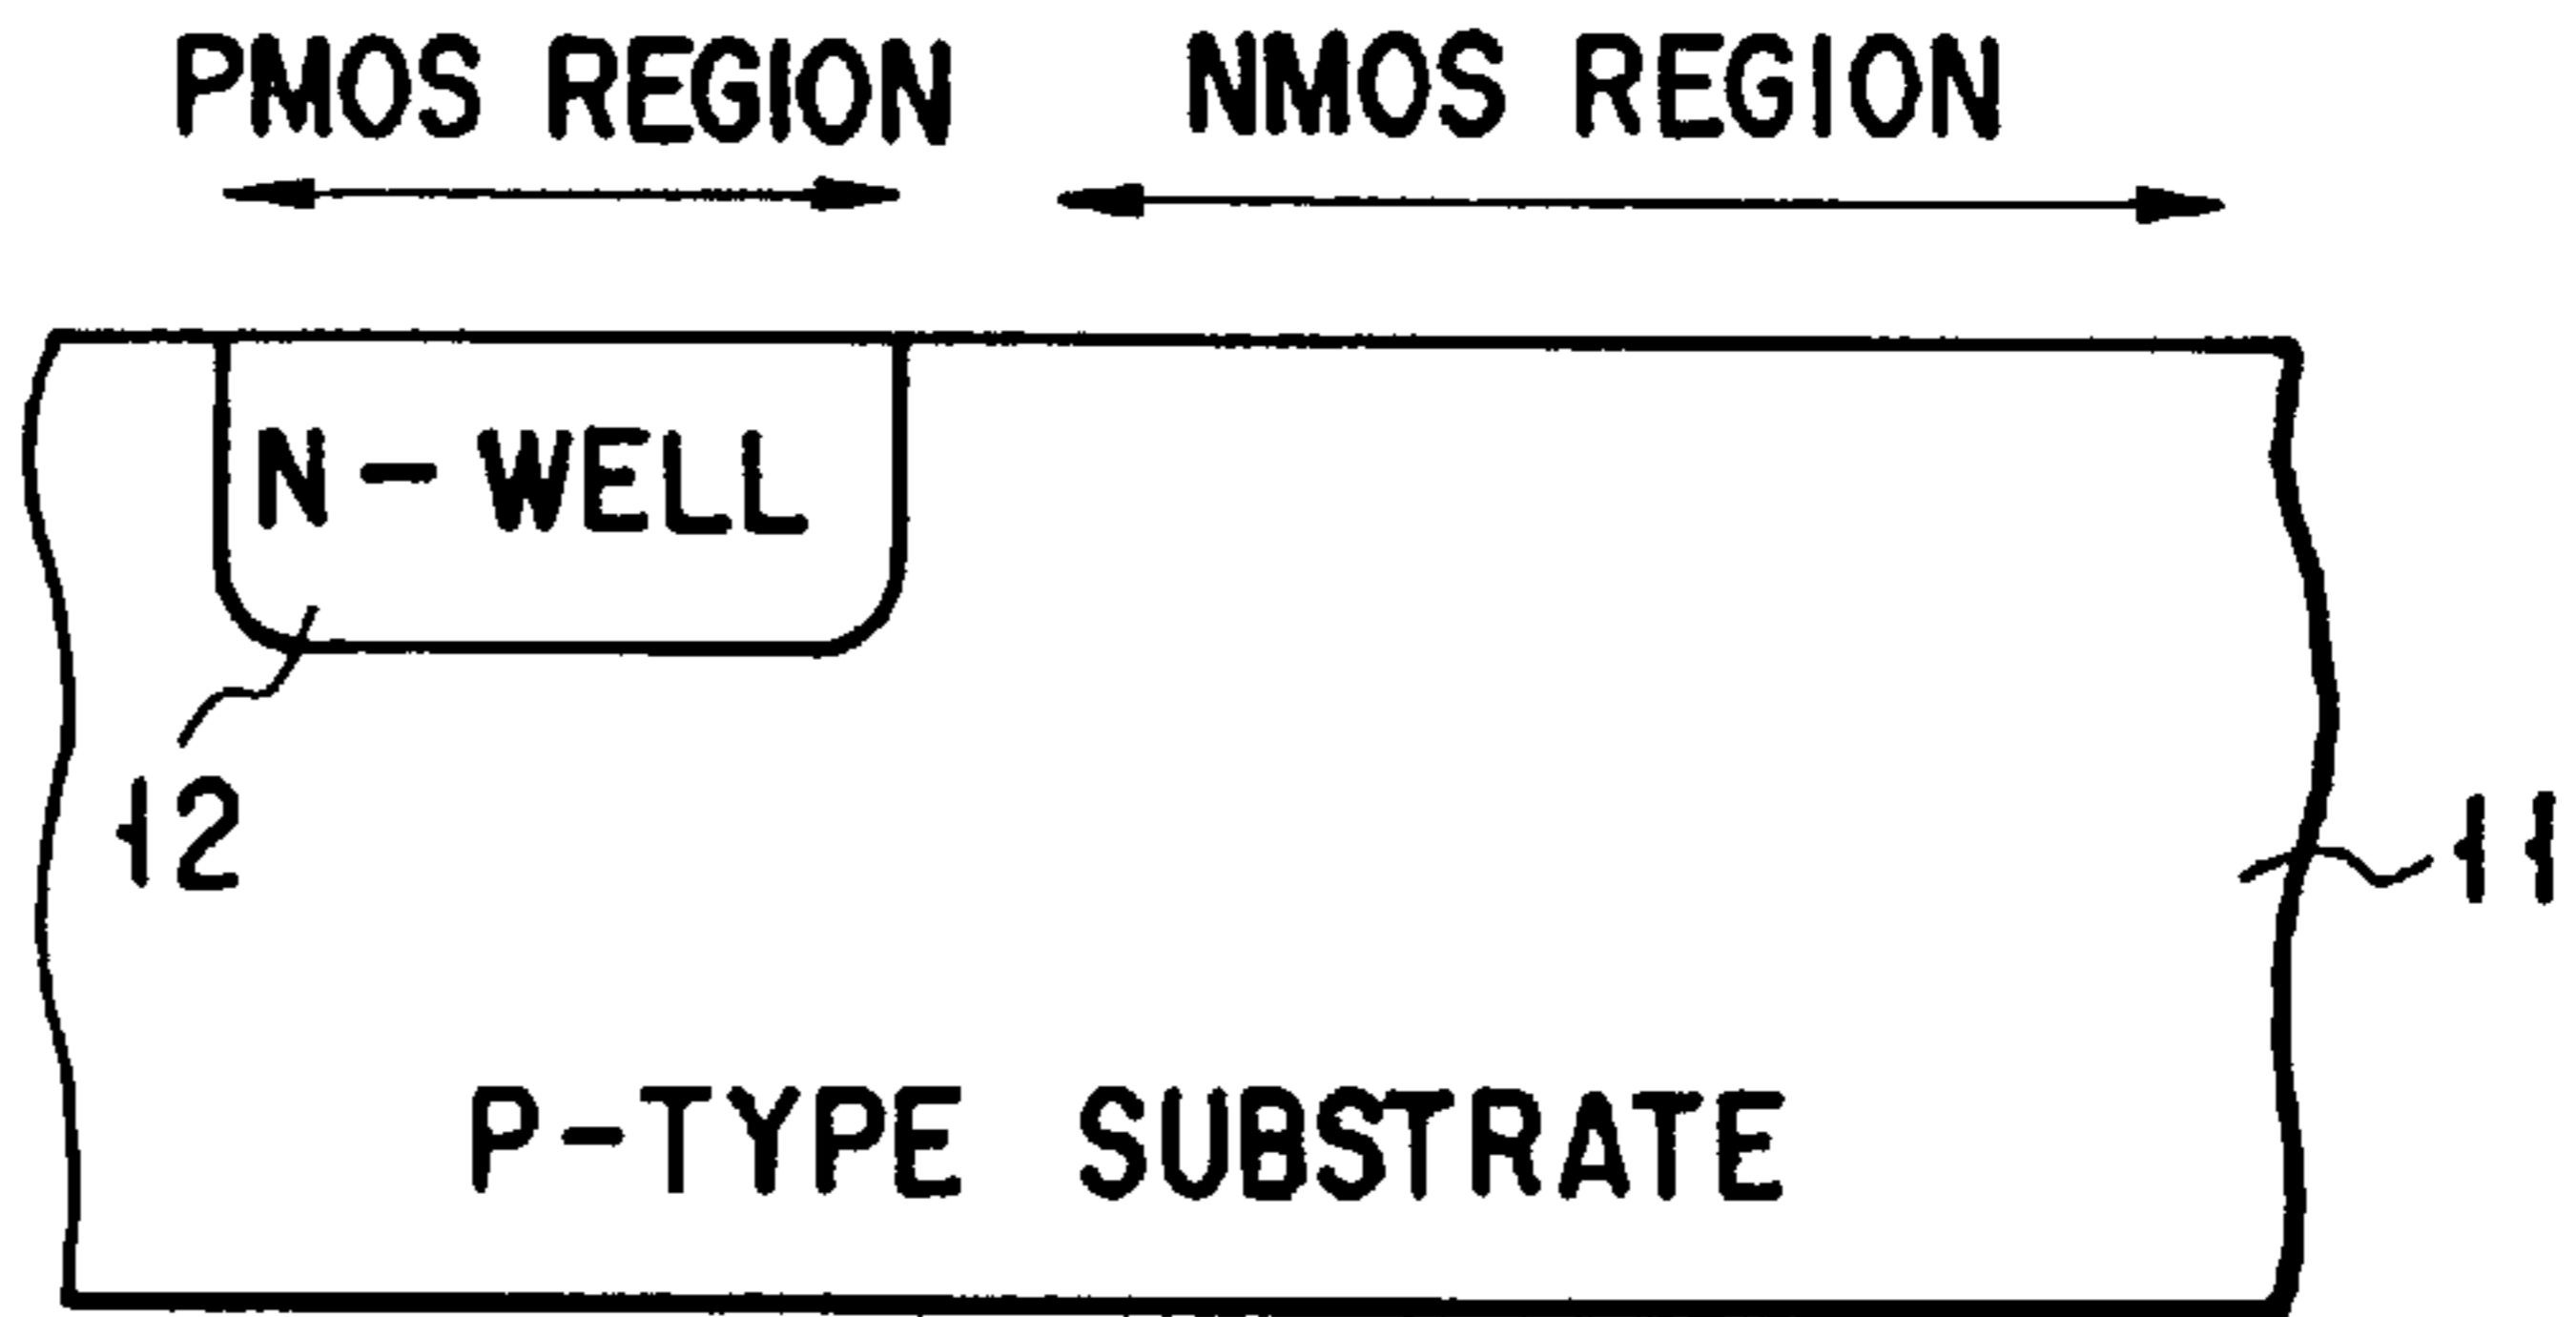 PMOS REGION NMOS REGION
N-WELL
12
11
P-TYPE SUBSTRATE